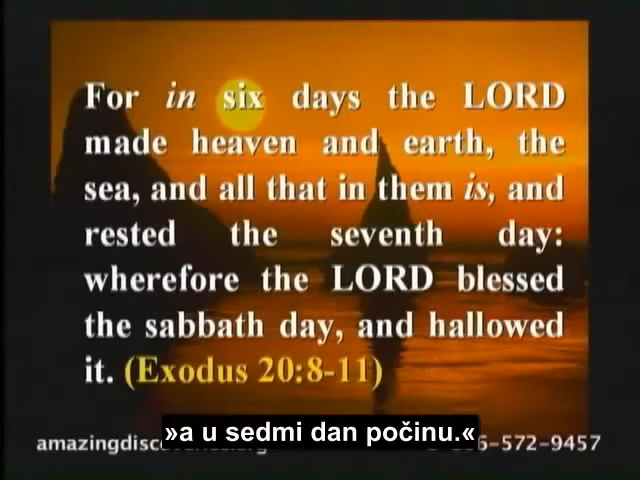 For in six days the LORD
made heaven and earth, the
sea, and all that in them is, and
rested the seventh day:
wherefore the LORD blessed
the sabbath day, and hallowed
it. (Exodus 20:8-11)
»a u sedmi dan počinu.«
6-572-9457